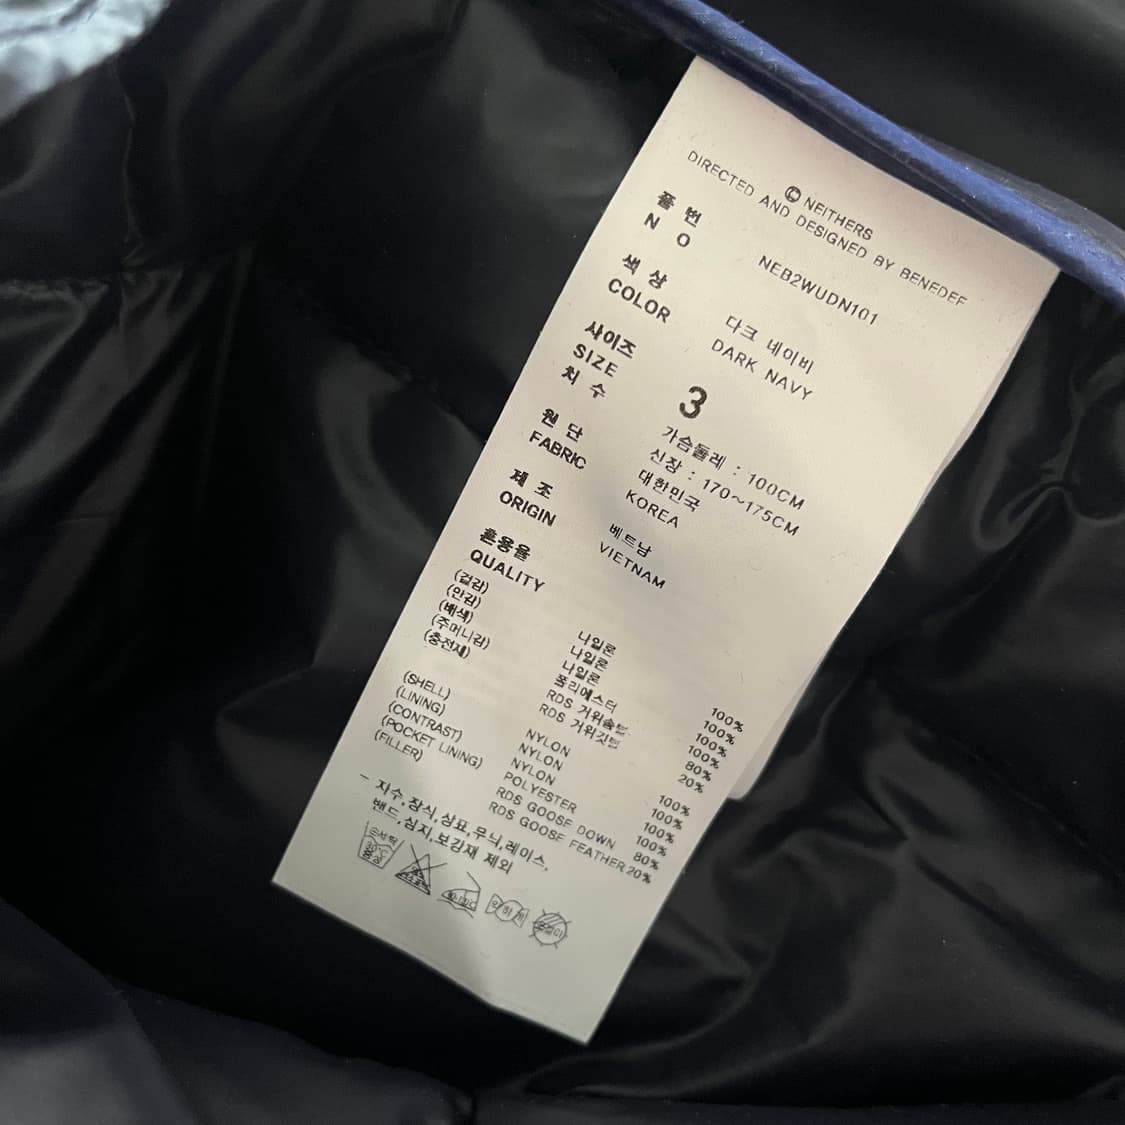 NEITHERS
DIRECTED AND DESIGNED BY BENEDEF
품 번
N O
NEB2WUDN101
색 상
COLOR
다크 네이비
DARK NAVY
사이즈
SIZE
3
치 수
가슴둘레 : 100CM
신장 : 170~175CM
원 단
FABRIC
대한민국
KOREA
제 조
ORIGIN
베트남
VIETNAM
혼용율
QUALITY
(겉감) 나일론 100%
(안감) 나일론 100%
(배색) 나일론 100%
(주머니감) 폴리에스터 100%
(충전재) RDS 거위솜털 80%
RDS 거위깃털 20%
(SHELL) NYLON 100%
(LINING) NYLON 100%
(CONTRAST) NYLON 100%
(POCKET LINING) POLYESTER 100%
(FILLER) RDS GOOSE DOWN 80%
RDS GOOSE FEATHER 20%
- 자수,장식,상표,무늬,레이스,
밴드,심지,보강재 제외
손세탁
약하게